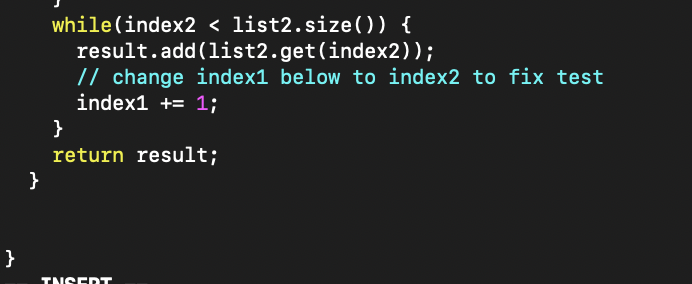 }
while(index2 < list2.size()) {
result.add(list2.get(index2));
// change index1 below to index2 to fix test
index1 += 1;
}
return result;
}
}
-- INSERT --